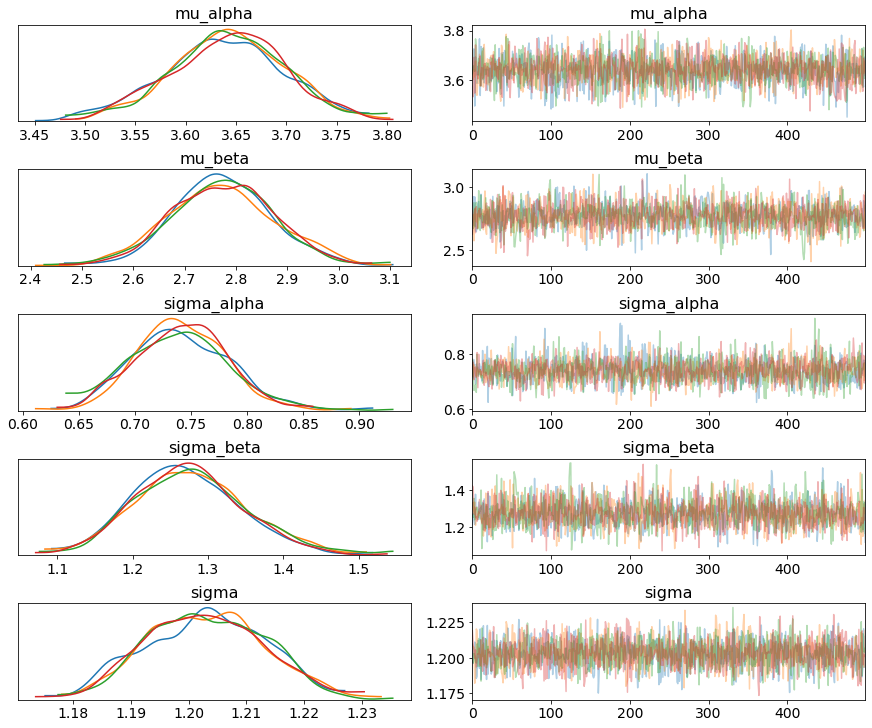 mu_alpha mu_alpha
3.8
3.6
3.45 3.50 3.55 3.60 3.65 3.70 3.75 3.80 0 100 200 300 400
mu_beta mu_beta
3.0
2.5
2.4 2.5 2.6 2.7 2.8 2.9 3.0 3.1 0 100 200 300 400
sigma_alpha sigma_alpha
0.8
0.6
0.60 0.65 0.70 0.75 0.80 0.85 0.90 0 100 200 300 400
sigma_beta sigma_beta
1.4
1.2
1.1 1.2 1.3 1.4 1.5 0 100 200 300 400
sigma sigma
1.225
1.200
1.175
1.18 1.19 1.20 1.21 1.22 1.23 0 100 200 300 400